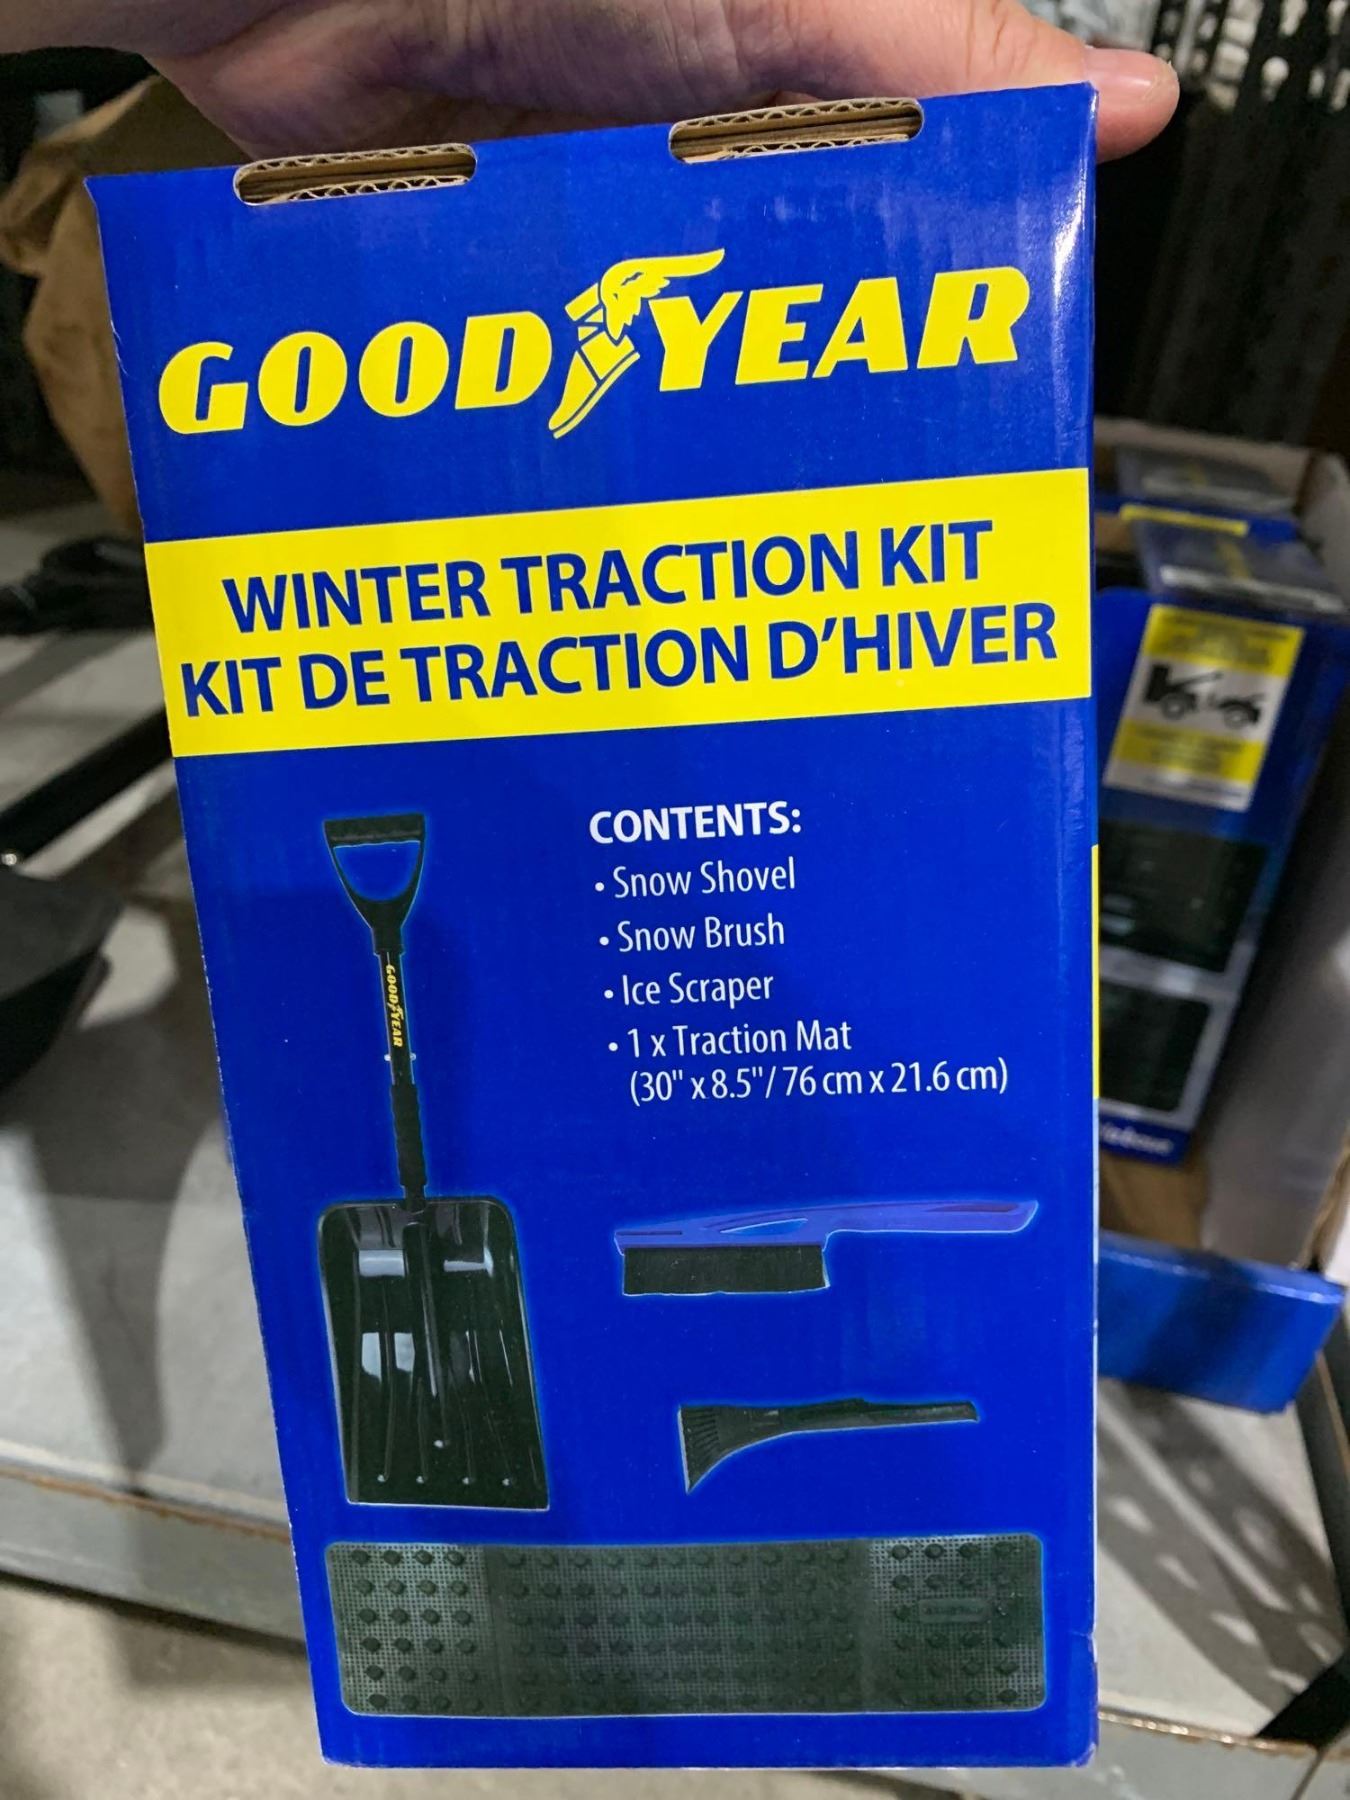 GOODYEAR
WINTER TRACTION KIT
KIT DE TRACTION D'HIVER
CONTENTS:
• Snow Shovel
• Snow Brush
• Ice Scraper
• 1 x Traction Mat
(30" x 8.5"/ 76 cm x 21.6 cm)
GOODYEAR